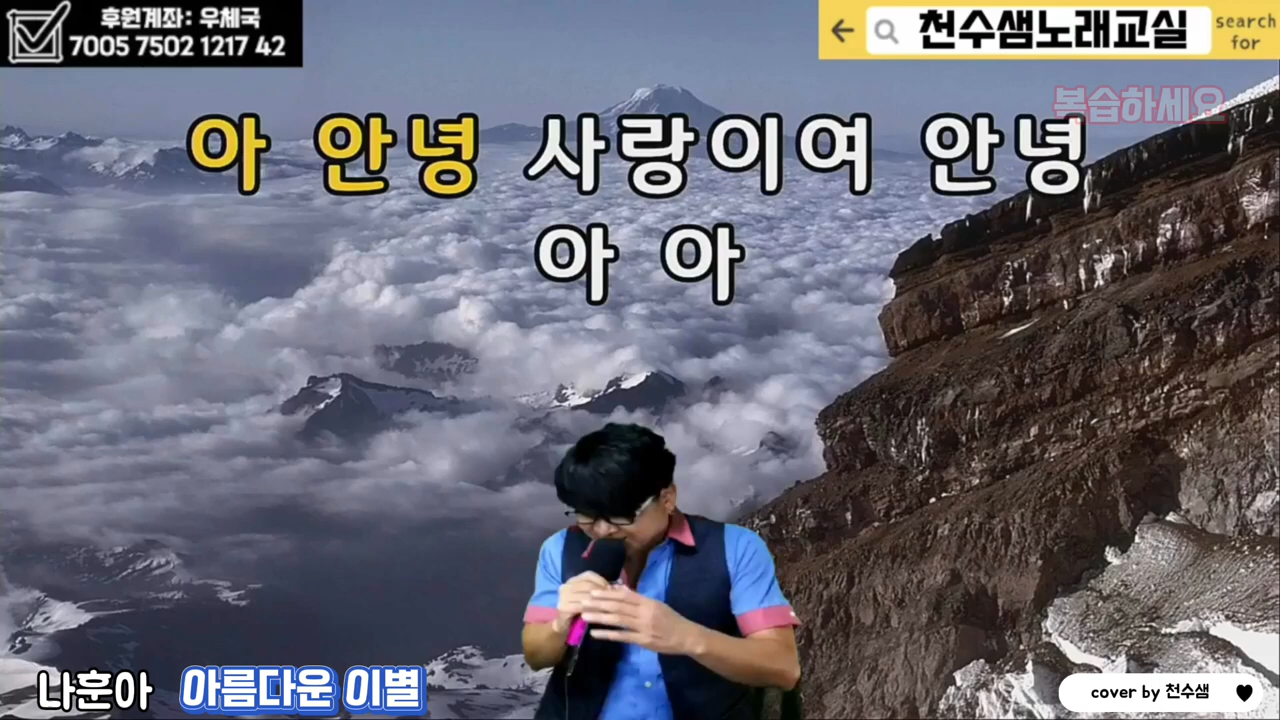 후원계좌: 우체국
7005 7502 1217 42
천수샘노래교실
search
for
복습하세요
아 안녕 사랑이여 안녕
아 아
나훈아 아름다운 이별
cover by 천수샘